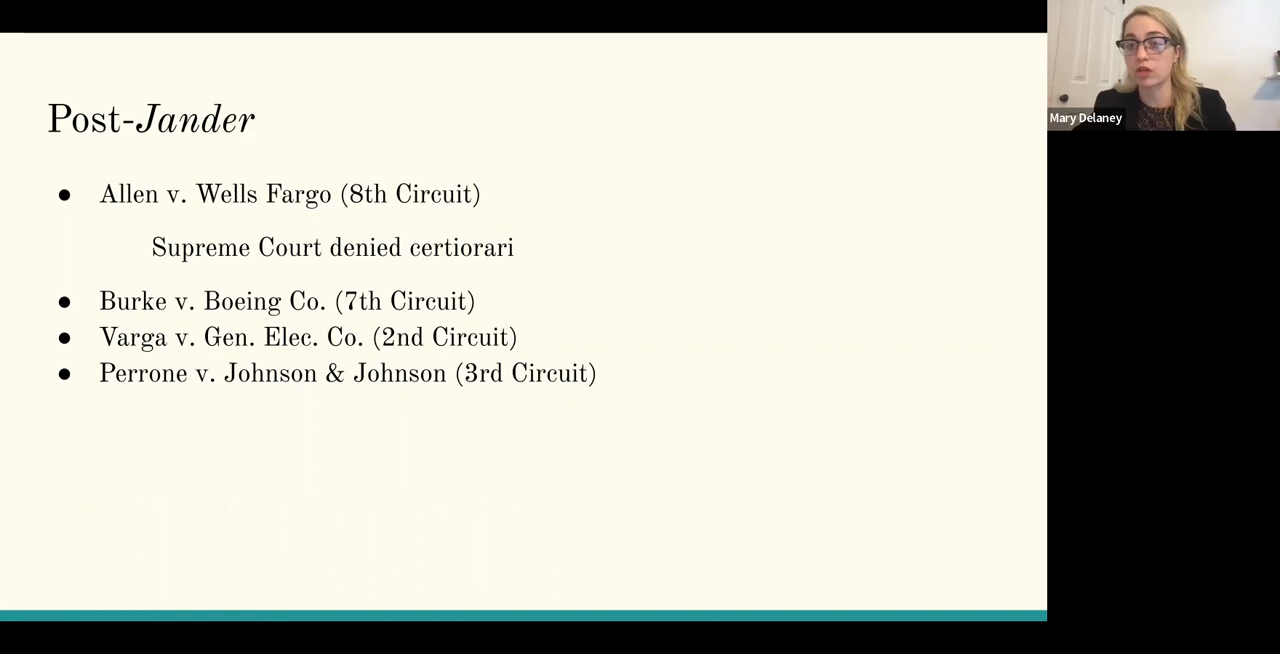 Post-Jander
● Allen v. Wells Fargo (8th Circuit)
Supreme Court denied certiorari
● Burke v. Boeing Co. (7th Circuit)
● Varga v. Gen. Elec. Co. (2nd Circuit)
● Perrone v. Johnson & Johnson (3rd Circuit)
Mary Delaney